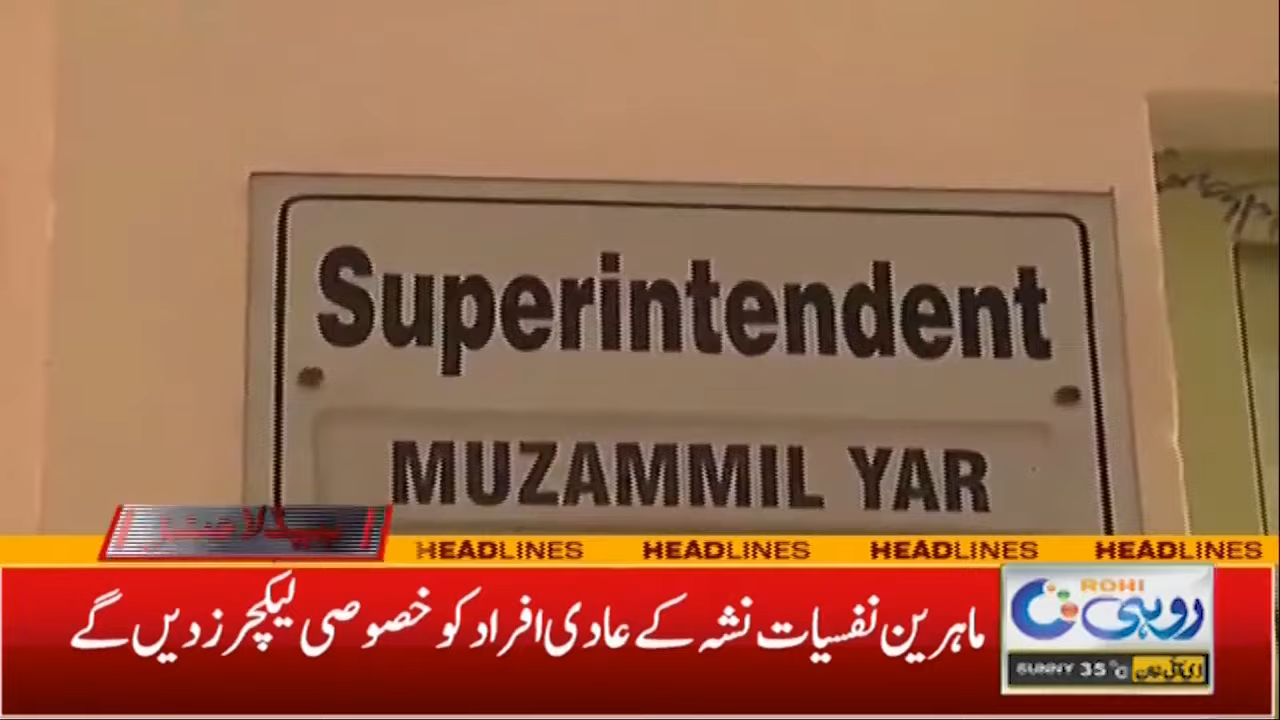 Superintendent
MUZAMMIL YAR
ہیڈلائنز
HEADLINES HEADLINES HEADLINES HEADLINES
ماہرین نفسیات نشہ کے عادی افراد کو خصوصی لیکچرز دیں گے
ROHI
روہی
SUNNY 35°c